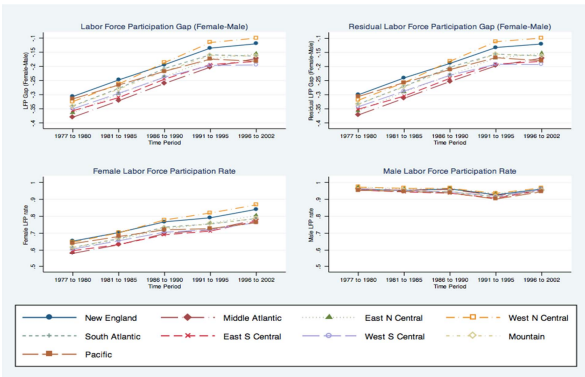 Labor Force Participation Gap (Female-Male)
LFP Gap (Female-Male)
-.4 -.35 -.3 -.25 -.2 -.15 -.1
1977 to 1980 1981 to 1985 1986 to 1990 1991 to 1995 1996 to 2002
Time Period
Residual Labor Force Participation Gap (Female-Male)
Residual LFP Gap (Female-Male)
-.4 -.35 -.3 -.25 -.2 -.15 -.1
1977 to 1980 1981 to 1985 1986 to 1990 1991 to 1995 1996 to 2002
Time Period
Female Labor Force Participation Rate
Female LFP rate
.5 .6 .7 .8 .9 1
1977 to 1980 1981 to 1985 1986 to 1990 1991 to 1995 1996 to 2002
Time Period
Male Labor Force Participation Rate
Male LFP rate
.5 .6 .7 .8 .9 1
1977 to 1980 1981 to 1985 1986 to 1990 1991 to 1995 1996 to 2002
Time Period
New England Middle Atlantic East N Central West N Central
South Atlantic East S Central West S Central Mountain
Pacific